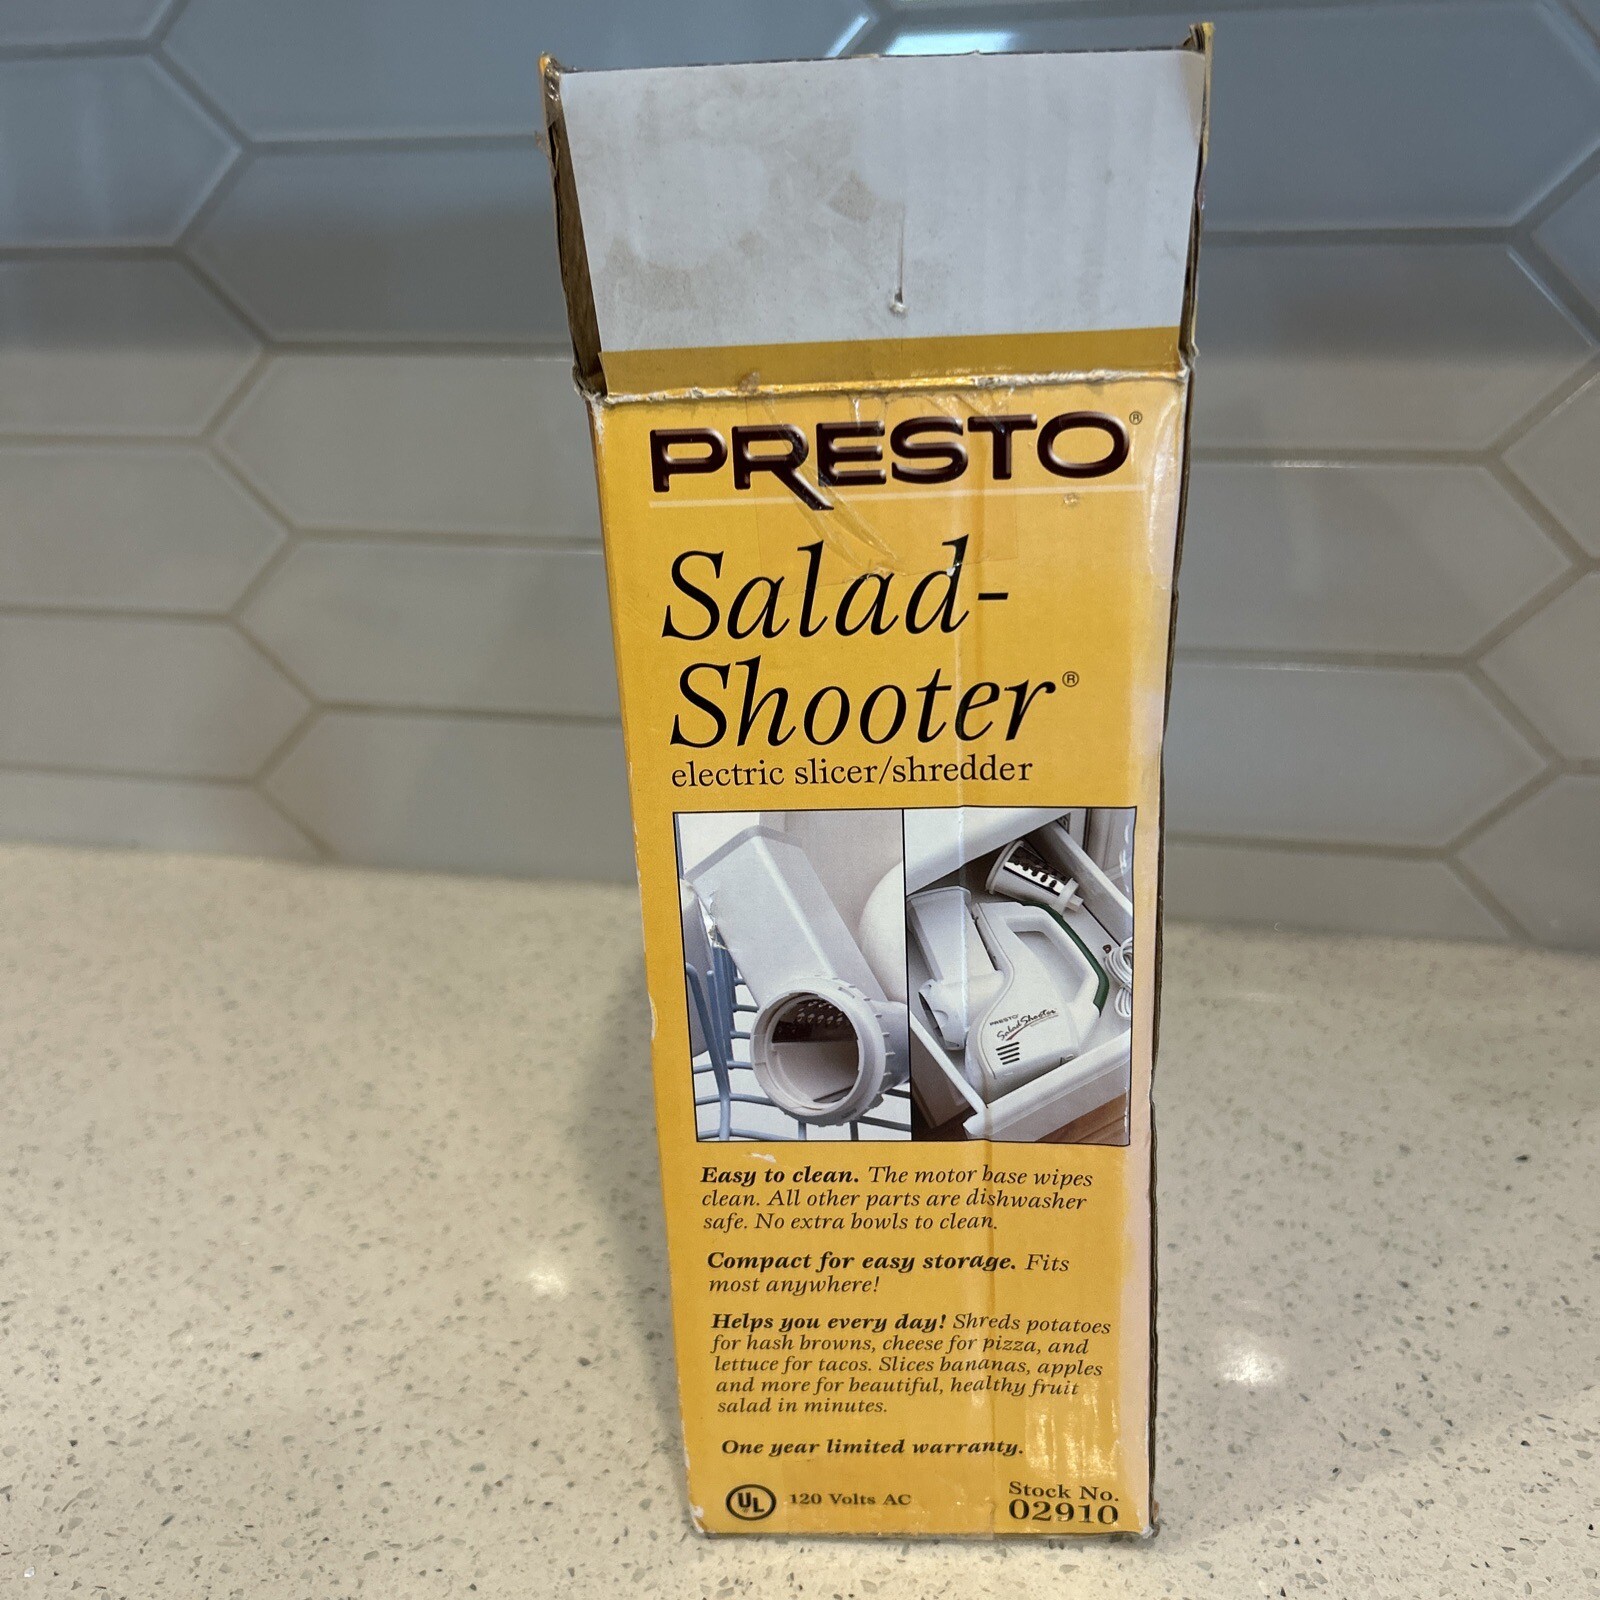 PRESTO®
Salad-
Shooter®
electric slicer/shredder
PRESTO
SaladShooter
Easy to clean. The motor base wipes
clean. All other parts are dishwasher
safe. No extra bowls to clean.
Compact for easy storage. Fits
most anywhere!
Helps you every day! Shreds potatoes
for hash browns, cheese for pizza, and
lettuce for tacos. Slices bananas, apples
and more for beautiful, healthy fruit
salad in minutes.
One year limited warranty.
UL 120 Volts AC
Stock No.
02910